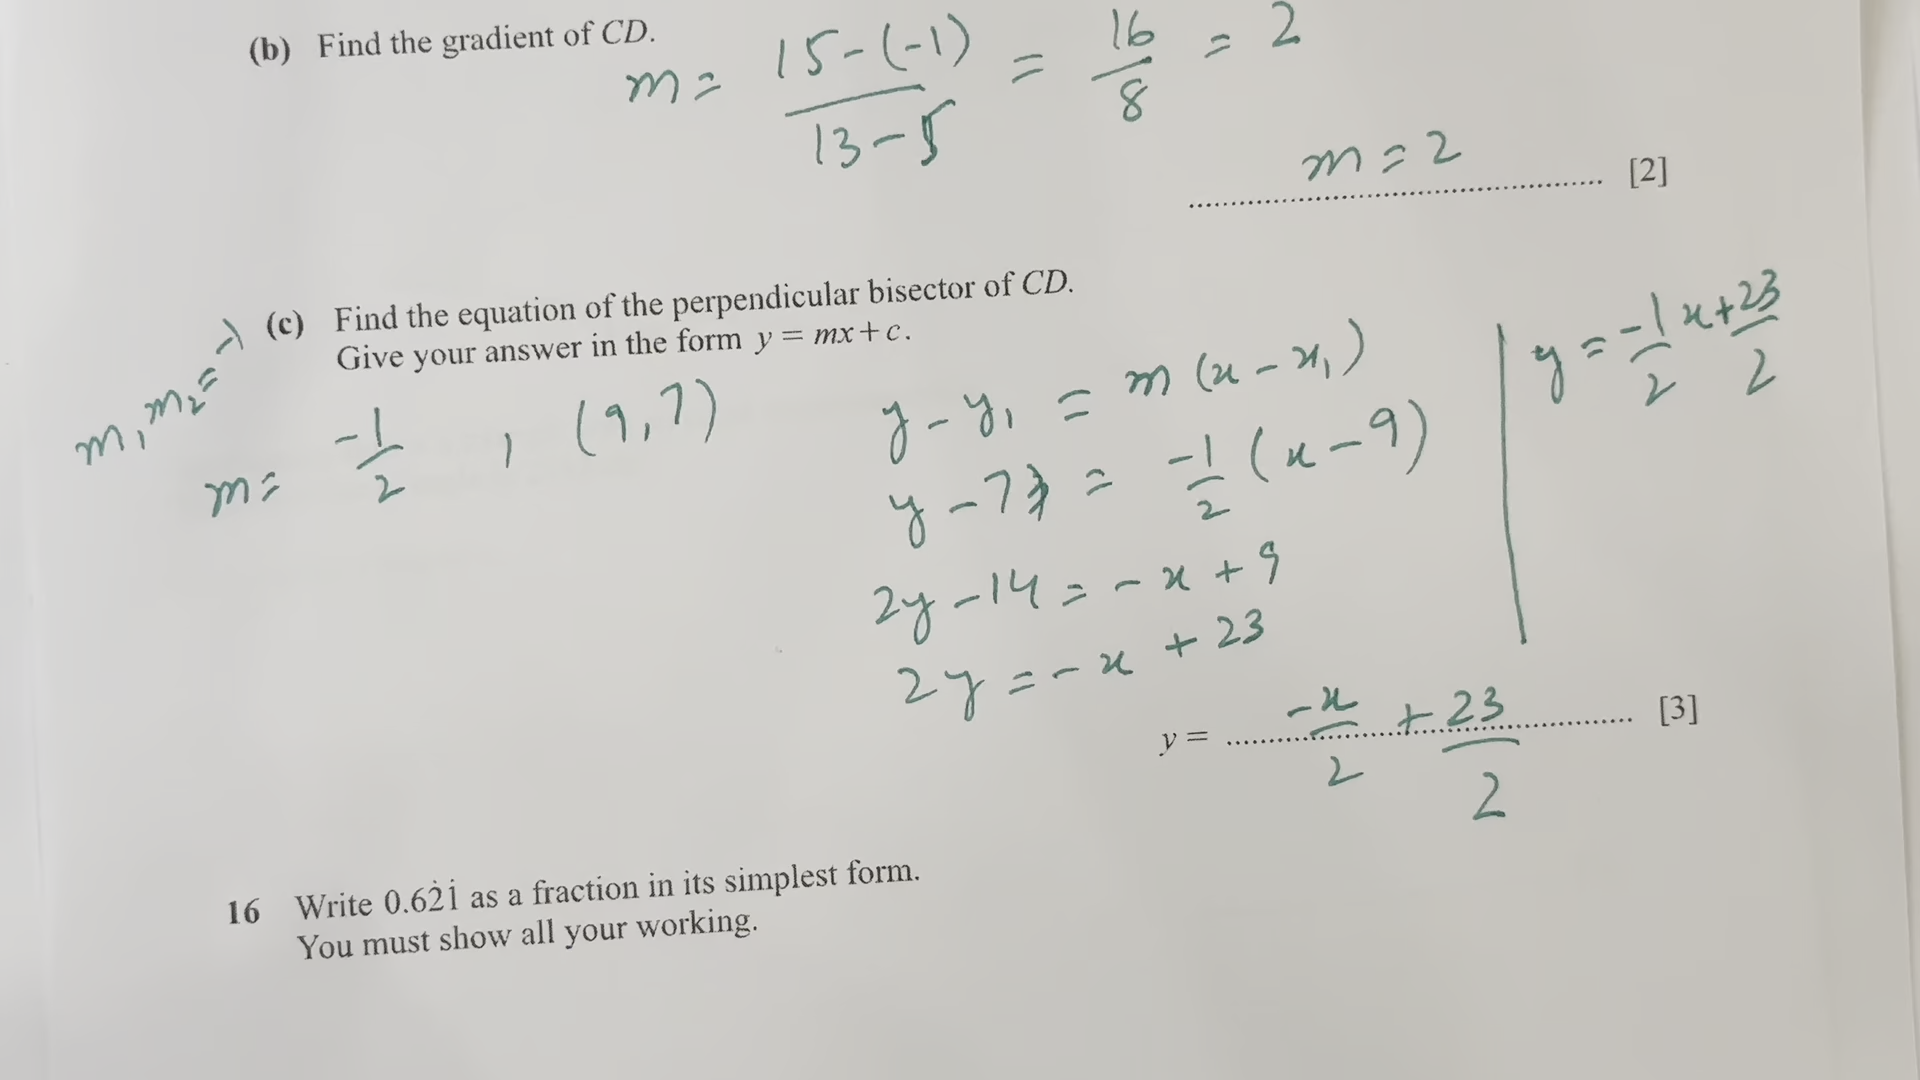 (b) Find the gradient of CD.
m = 15-(-1) / 13-5 = 16/8 = 2
m = 2 [2]
(c) Find the equation of the perpendicular bisector of CD.
Give your answer in the form y = mx + c.
m₁m₂ =
m = -1/2 , (9,7)
y - y₁ = m (x - x₁)
y - 7 = -1/2 (x - 9)
2y - 14 = - x + 9
2y = - x + 23
y = -1/2 x + 23/2
y = -x/2 + 23/2 [3]
16 Write 0.62̇1̇ as a fraction in its simplest form.
You must show all your working.